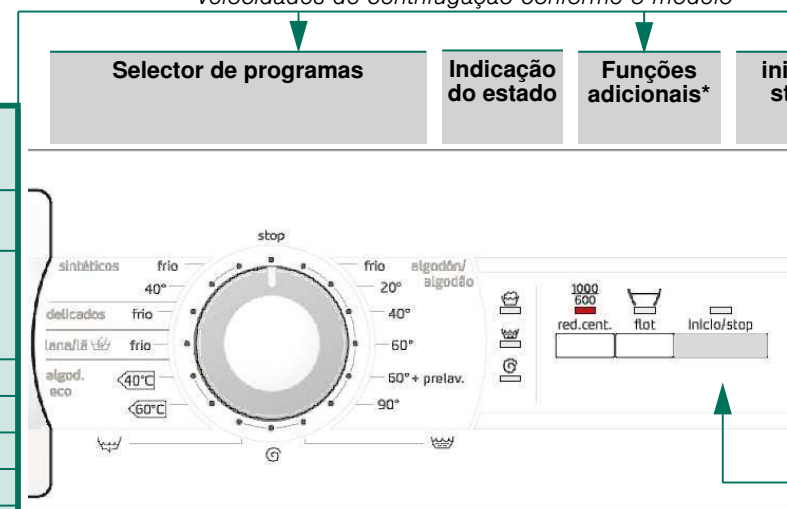 velocidades de centrifugação conforme o modelo
Selector de programas
Indicação
do estado
Funções
adicionais*
ini
st
stop
sintéticos
frio
40°
delicados
frio
lana/lã
frio
algod.
eco
40°C
60°C
frio
algodón/
algodão
20°
40°
60°
60°+ prelav.
90°
1000
600
red.cent.
flot
inicio/stop